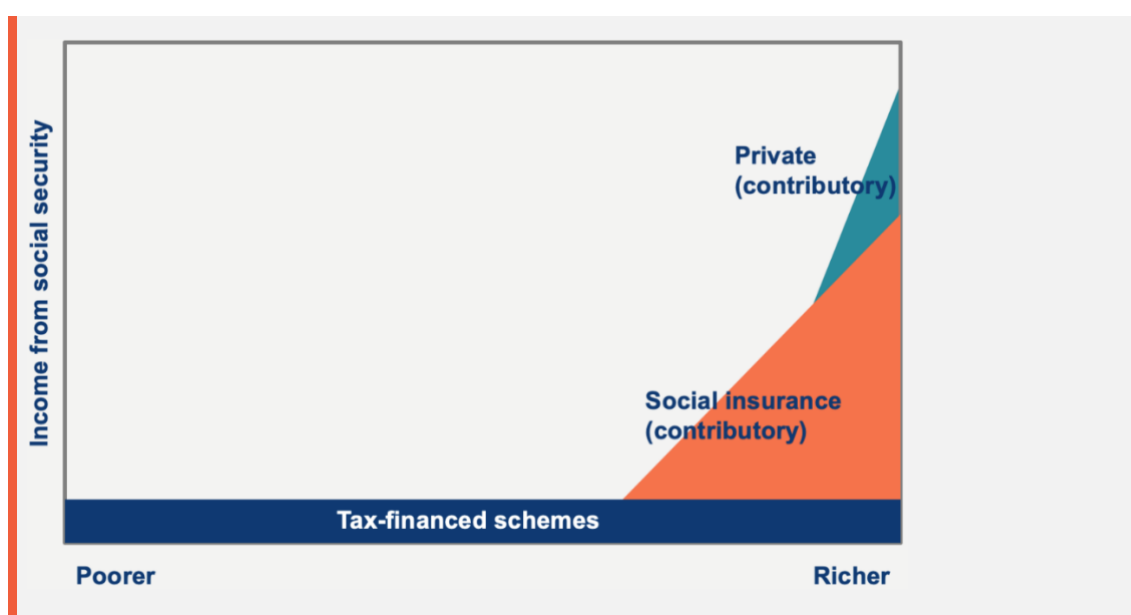 Income from social security
Private
(contributory)
Social insurance
(contributory)
Tax-financed schemes
Poorer
Richer